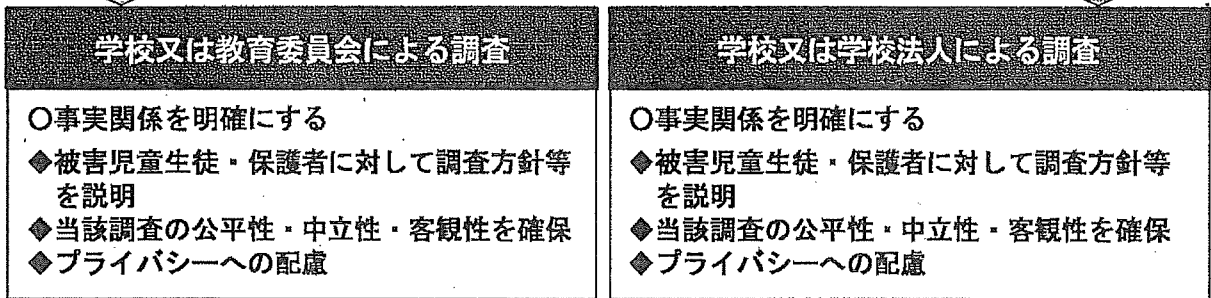 学校又は教育委員会による調査
〇事実関係を明確にする
◆被害児童生徒・保護者に対して調査方針等
を説明
◆当該調査の公平性・中立性・客観性を確保
◆プライバシーへの配慮
学校又は学校法人による調査
〇事実関係を明確にする
◆被害児童生徒・保護者に対して調査方針等
を説明
◆当該調査の公平性・中立性・客観性を確保
◆プライバシーへの配慮